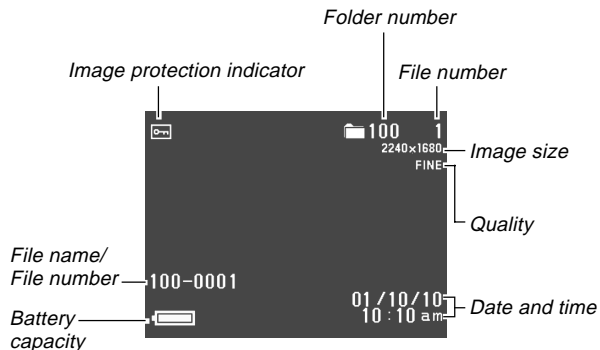 Folder number
Image protection indicator
File number
100 1
2240×1680
Image size
FINE
Quality
File name/
File number
100-0001
01/10/10
Date and time
10:10 am
Battery
capacity